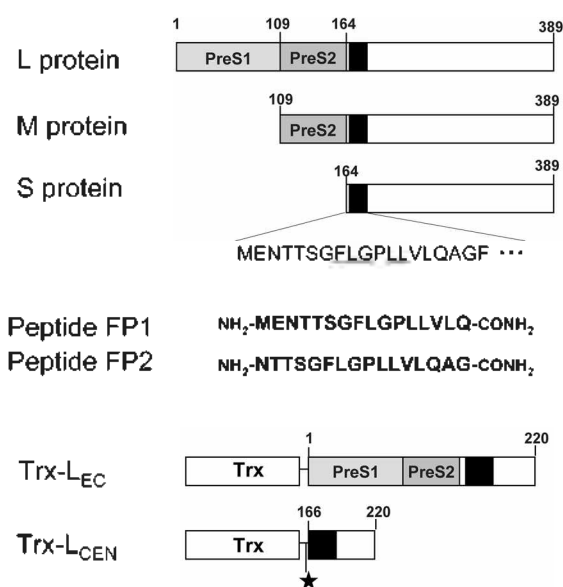 1 109 164 389
L protein PreS1 PreS2
109 389
M protein PreS2
164 389
S protein
MENTTSGFLGPLLVLQAGF ...
Peptide FP1 NH2-MENTTSGFLGPLLVLQ-CONH2
Peptide FP2 NH2-NTTSGFLGPLLVLQAG-CONH2
1 220
Trx-LEC Trx PreS1 PreS2
166 220
Trx-LCEN Trx